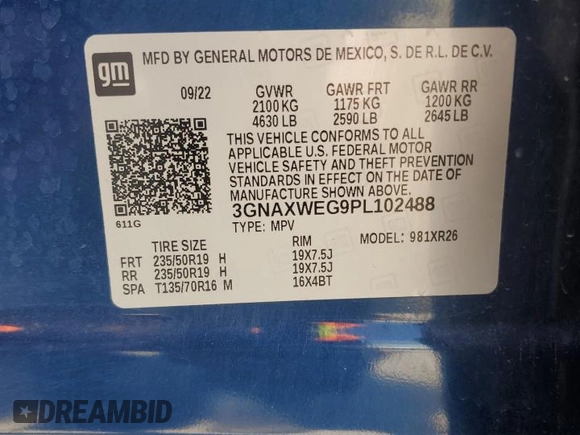 gm
MFD BY GENERAL MOTORS DE MEXICO, S. DE R.L. DE C.V.
09/22 GVWR GAWR FRT GAWR RR
2100 KG 1175 KG 1200 KG
4630 LB 2590 LB 2645 LB
THIS VEHICLE CONFORMS TO ALL
APPLICABLE U.S. FEDERAL MOTOR
VEHICLE SAFETY AND THEFT PREVENTION
STANDARDS IN EFFECT ON THE DATE OF
MANUFACTURE SHOWN ABOVE.
611G
3GNAXWEG9PL102488
TYPE: MPV MODEL: 981XR26
TIRE SIZE RIM
FRT 235/50R19 H 19X7.5J
RR 235/50R19 H 19X7.5J
SPA T135/70R16 M 16X4BT
DREAMBID